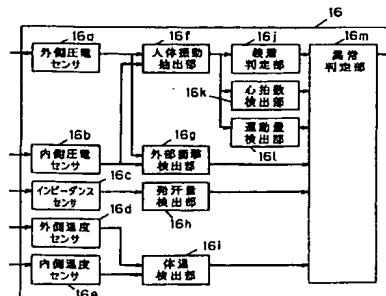 16
16a
外側圧電
センサ
16f
人体振動
抽出部
16j
装着
判定部
16m
異常
判定部
心拍数
検出部
16k
16b
内側圧電
センサ
16g
外部衝撃
検出部
運動量
検出部
16l
16c
インピーダンス
センサ
発汗量
検出部
16h
16d
外側温度
センサ
内側温度
センサ
16e
16i
体温
検出部